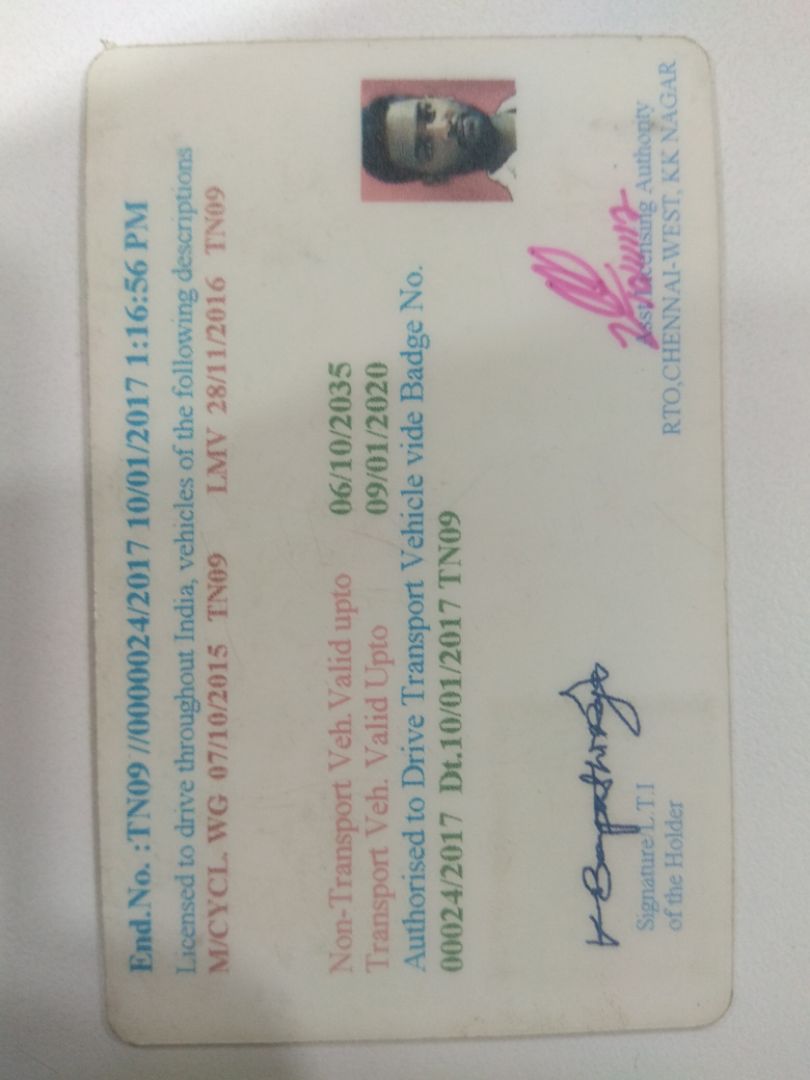 End.No. :TN09 //0000024/2017 10/01/2017 1:16:56 PM
Licensed to drive throughout India, vehicles of the following descriptions
M/CYCL. WG 07/10/2015 TN09 LMV 28/11/2016 TN09
Non-Transport Veh.Valid upto 06/10/2035
Transport Veh. Valid Upto 09/01/2020
Authorised to Drive Transport Vehicle vide Badge No.
00024/2017 Dt.10/01/2017 TN09
Signature/L.T.I
of the Holder
Asst Licensing Authority
RTO,CHENNAI-WEST, KK NAGAR